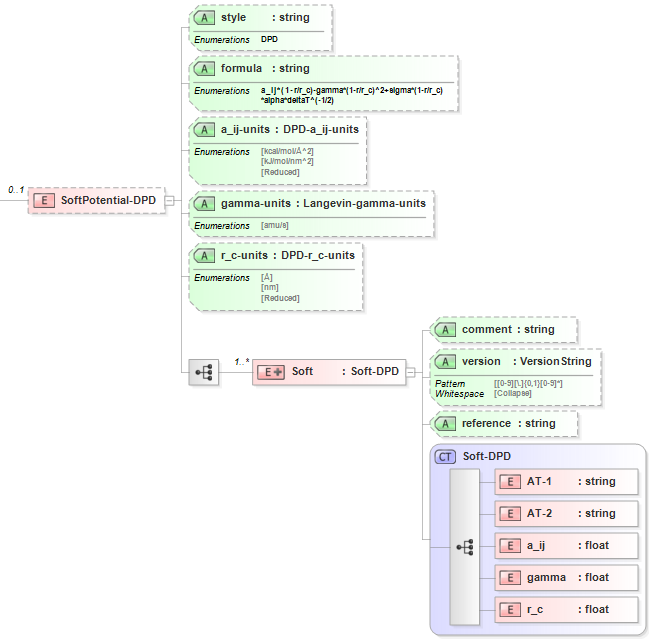 A style : string
Enumerations DPD
A formula : string
Enumerations a_ij*(1-r/r_c)-gamma*(1-r/r_c)^2+sigma*(1-r/r_c)
*alpha*deltaT^(-1/2)
A a_ij-units : DPD-a_ij-units
Enumerations [kcal/mol/Å^2]
[kJ/mol/nm^2]
[Reduced]
0..1
E SoftPotential-DPD
A gamma-units : Langevin-gamma-units
Enumerations [amu/s]
A r_c-units : DPD-r_c-units
Enumerations [Å]
[nm]
[Reduced]
1..*
E+ Soft : Soft-DPD
A comment : string
A version : VersionString
Pattern [[0-9][\.]{0,1}[0-9]*]
Whitespace [Collapse]
A reference : string
CT Soft-DPD
E AT-1 : string
E AT-2 : string
E a_ij : float
E gamma : float
E r_c : float